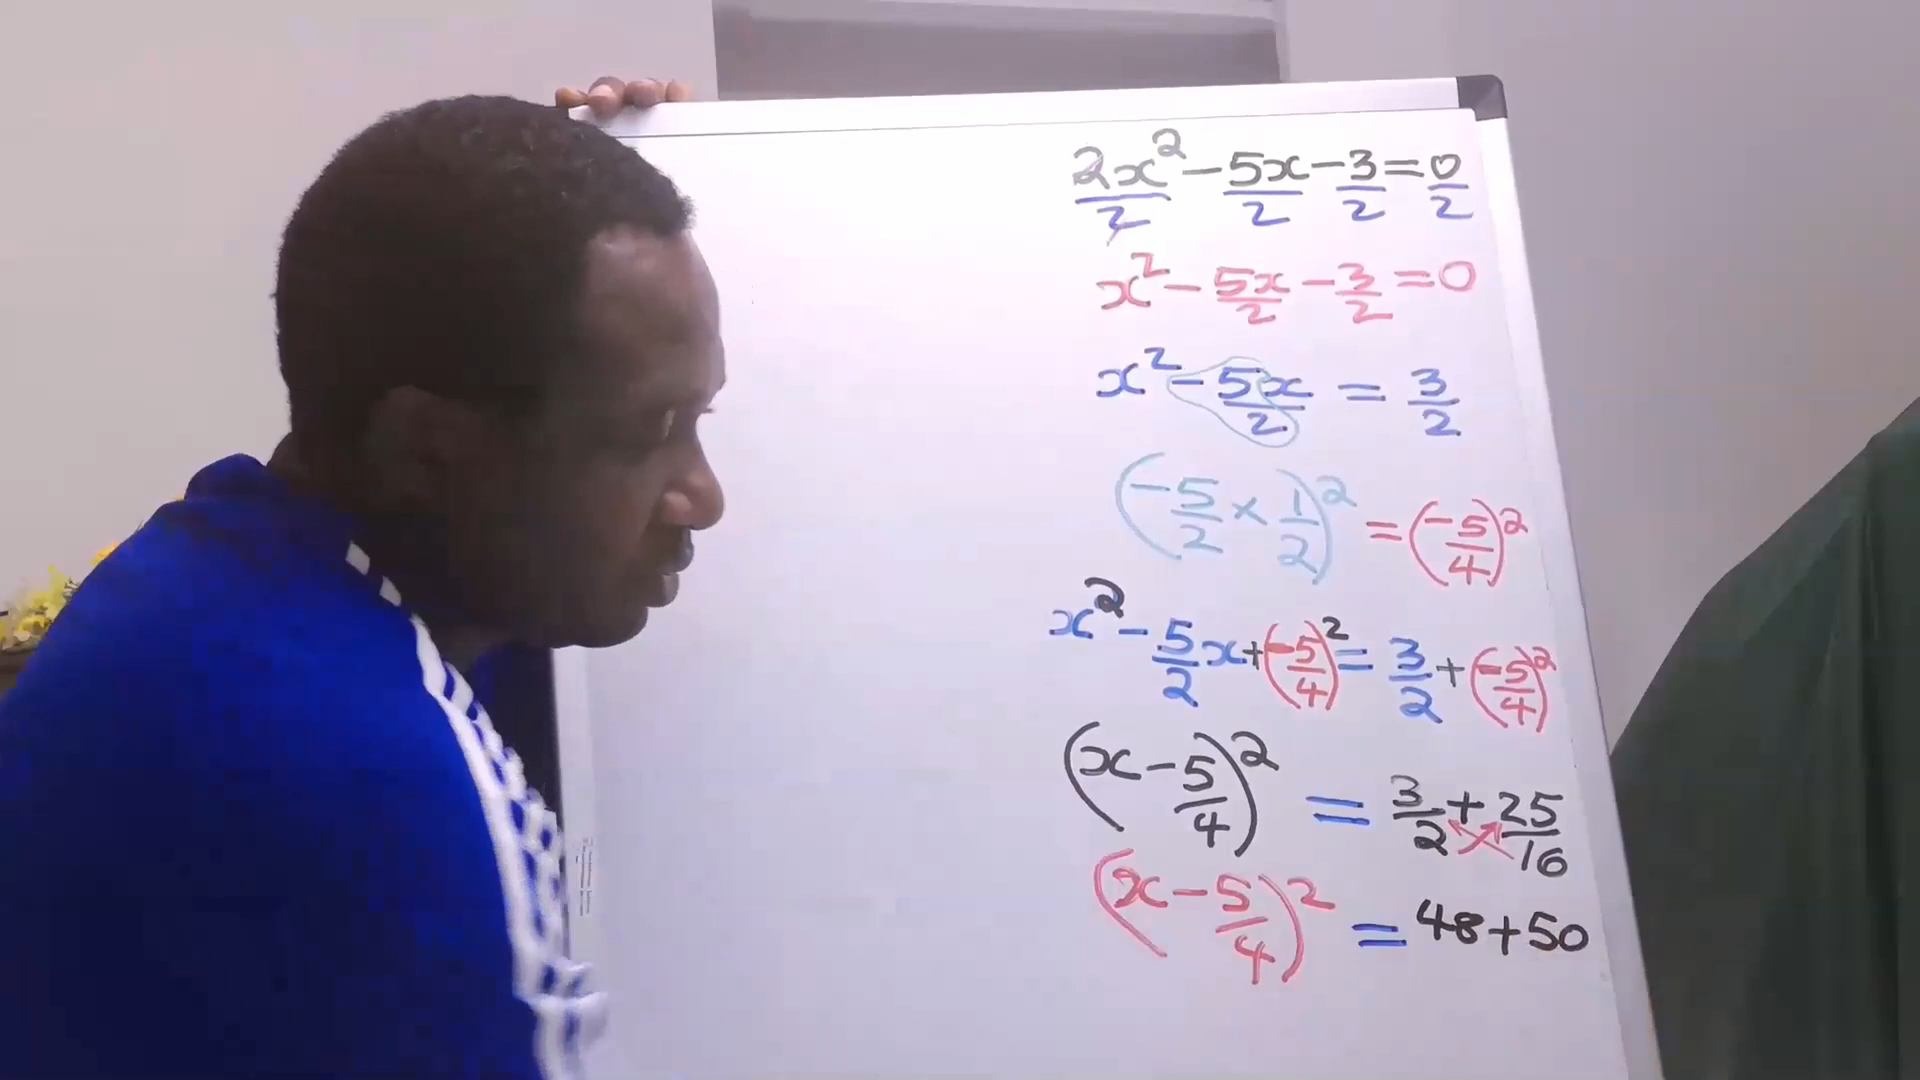 2x²/2 - 5x/2 - 3/2 = 0/2
x² - 5x/2 - 3/2 = 0
x² - 5x/2 = 3/2
(-5/2 × 1/2)² = (-5/4)²
x² - 5/2 x + (-5/4)² = 3/2 + (-5/4)²
(x - 5/4)² = 3/2 + 25/16
(x - 5/4)² = 48 + 50